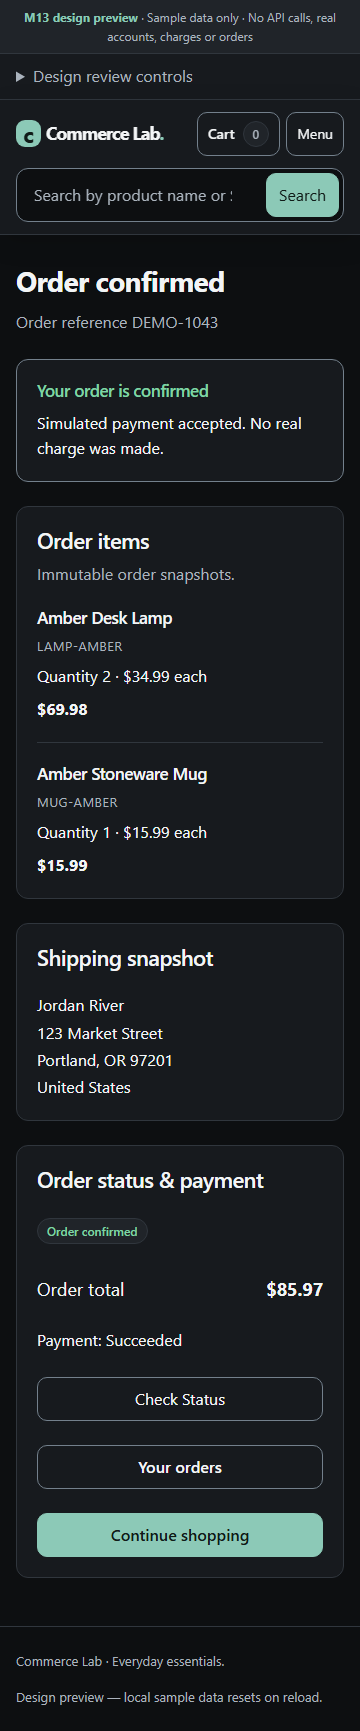 M13 design preview · Sample data only · No API calls, real
accounts, charges or orders
Design review controls
c Commerce Lab.
Cart 0
Menu
Search by product name or
Search
Order confirmed
Order reference DEMO-1043
Your order is confirmed
Simulated payment accepted. No real
charge was made.
Order items
Immutable order snapshots.
Amber Desk Lamp
LAMP-AMBER
Quantity 2 · $34.99 each
$69.98
Amber Stoneware Mug
MUG-AMBER
Quantity 1 · $15.99 each
$15.99
Shipping snapshot
Jordan River
123 Market Street
Portland, OR 97201
United States
Order status & payment
Order confirmed
Order total $85.97
Payment: Succeeded
Check Status
Your orders
Continue shopping
Commerce Lab · Everyday essentials.
Design preview — local sample data resets on reload.